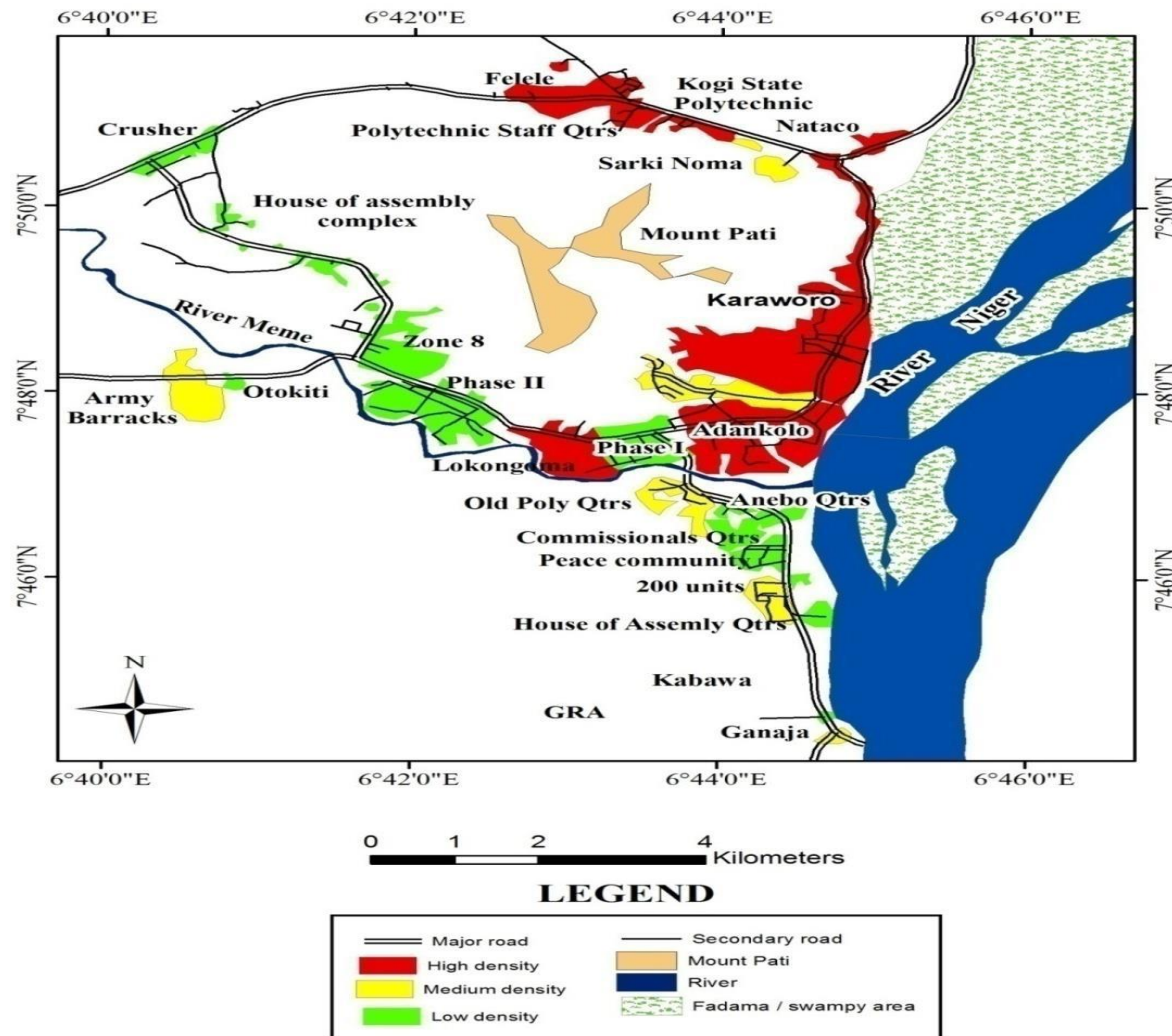 6°40'0"E
6°42'0"E
6°44'0"E
6°46'0"E
Felele
Kogi State
Polytechnic
Crusher
Polytechnic Staff Qtrs
Nataco
Sarki Noma
7°50'0"N
7°50'0"N
House of assembly
complex
Mount Pati
Karaworo
River Meme
River Niger
Zone 8
Phase II
7°48'0"N
7°48'0"N
Army
Barracks
Otokiti
Adankolo
Phase I
Lokongoma
Old Poly Qtrs
Anebo Qtrs
Commissionals Qtrs
Peace community
7°46'0"N
7°46'0"N
200 units
House of Assemly Qtrs
Kabawa
N
GRA
Ganaja
6°40'0"E
6°42'0"E
6°44'0"E
6°46'0"E
0 1 2 4
Kilometers
LEGEND
Major road
Secondary road
High density
Mount Pati
Medium density
River
Low density
Fadama / swampy area